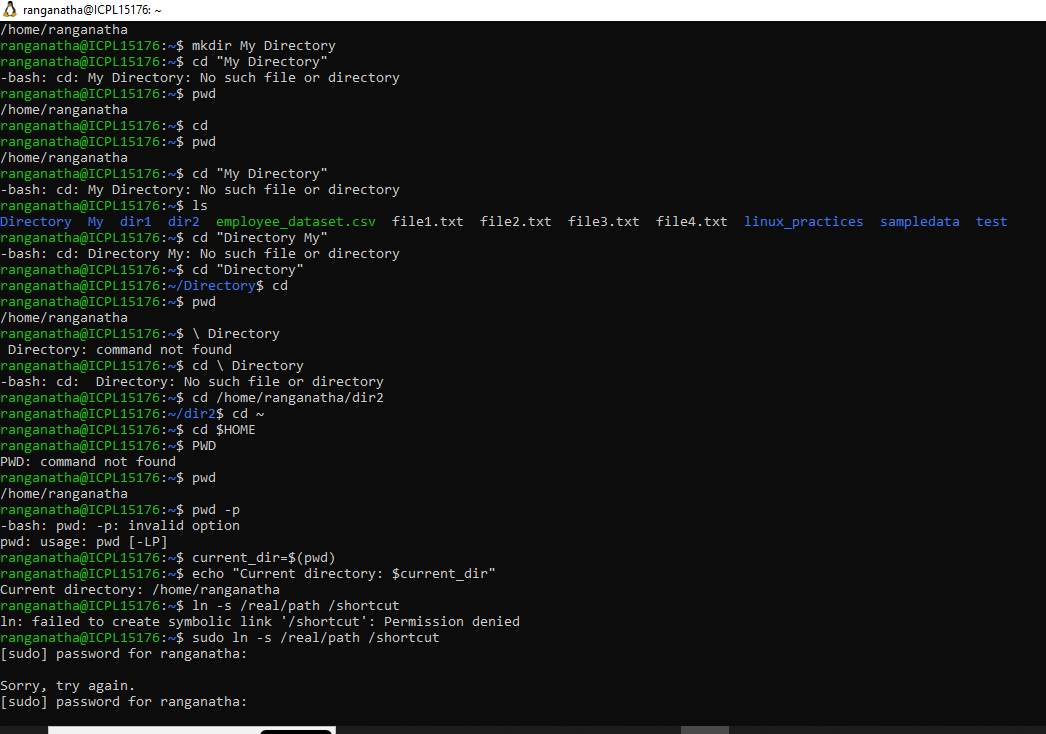 ranganatha@ICPL15176: ~
/home/ranganatha
ranganatha@ICPL15176:~$ mkdir My Directory
ranganatha@ICPL15176:~$ cd "My Directory"
-bash: cd: My Directory: No such file or directory
ranganatha@ICPL15176:~$ pwd
/home/ranganatha
ranganatha@ICPL15176:~$ cd
ranganatha@ICPL15176:~$ pwd
/home/ranganatha
ranganatha@ICPL15176:~$ cd "My Directory"
-bash: cd: My Directory: No such file or directory
ranganatha@ICPL15176:~$ ls
Directory  My  dir1  dir2  employee_dataset.csv  file1.txt  file2.txt  file3.txt  file4.txt  linux_practices  sampledata  test
ranganatha@ICPL15176:~$ cd "Directory My"
-bash: cd: Directory My: No such file or directory
ranganatha@ICPL15176:~$ cd "Directory"
ranganatha@ICPL15176:~/Directory$ cd
ranganatha@ICPL15176:~$ pwd
/home/ranganatha
ranganatha@ICPL15176:~$ \ Directory
 Directory: command not found
ranganatha@ICPL15176:~$ cd \ Directory
-bash: cd:  Directory: No such file or directory
ranganatha@ICPL15176:~$ cd /home/ranganatha/dir2
ranganatha@ICPL15176:~/dir2$ cd ~
ranganatha@ICPL15176:~$ cd $HOME
ranganatha@ICPL15176:~$ PWD
PWD: command not found
ranganatha@ICPL15176:~$ pwd
/home/ranganatha
ranganatha@ICPL15176:~$ pwd -p
-bash: pwd: -p: invalid option
pwd: usage: pwd [-LP]
ranganatha@ICPL15176:~$ current_dir=$(pwd)
ranganatha@ICPL15176:~$ echo "Current directory: $current_dir"
Current directory: /home/ranganatha
ranganatha@ICPL15176:~$ ln -s /real/path /shortcut
ln: failed to create symbolic link '/shortcut': Permission denied
ranganatha@ICPL15176:~$ sudo ln -s /real/path /shortcut
[sudo] password for ranganatha:
Sorry, try again.
[sudo] password for ranganatha: